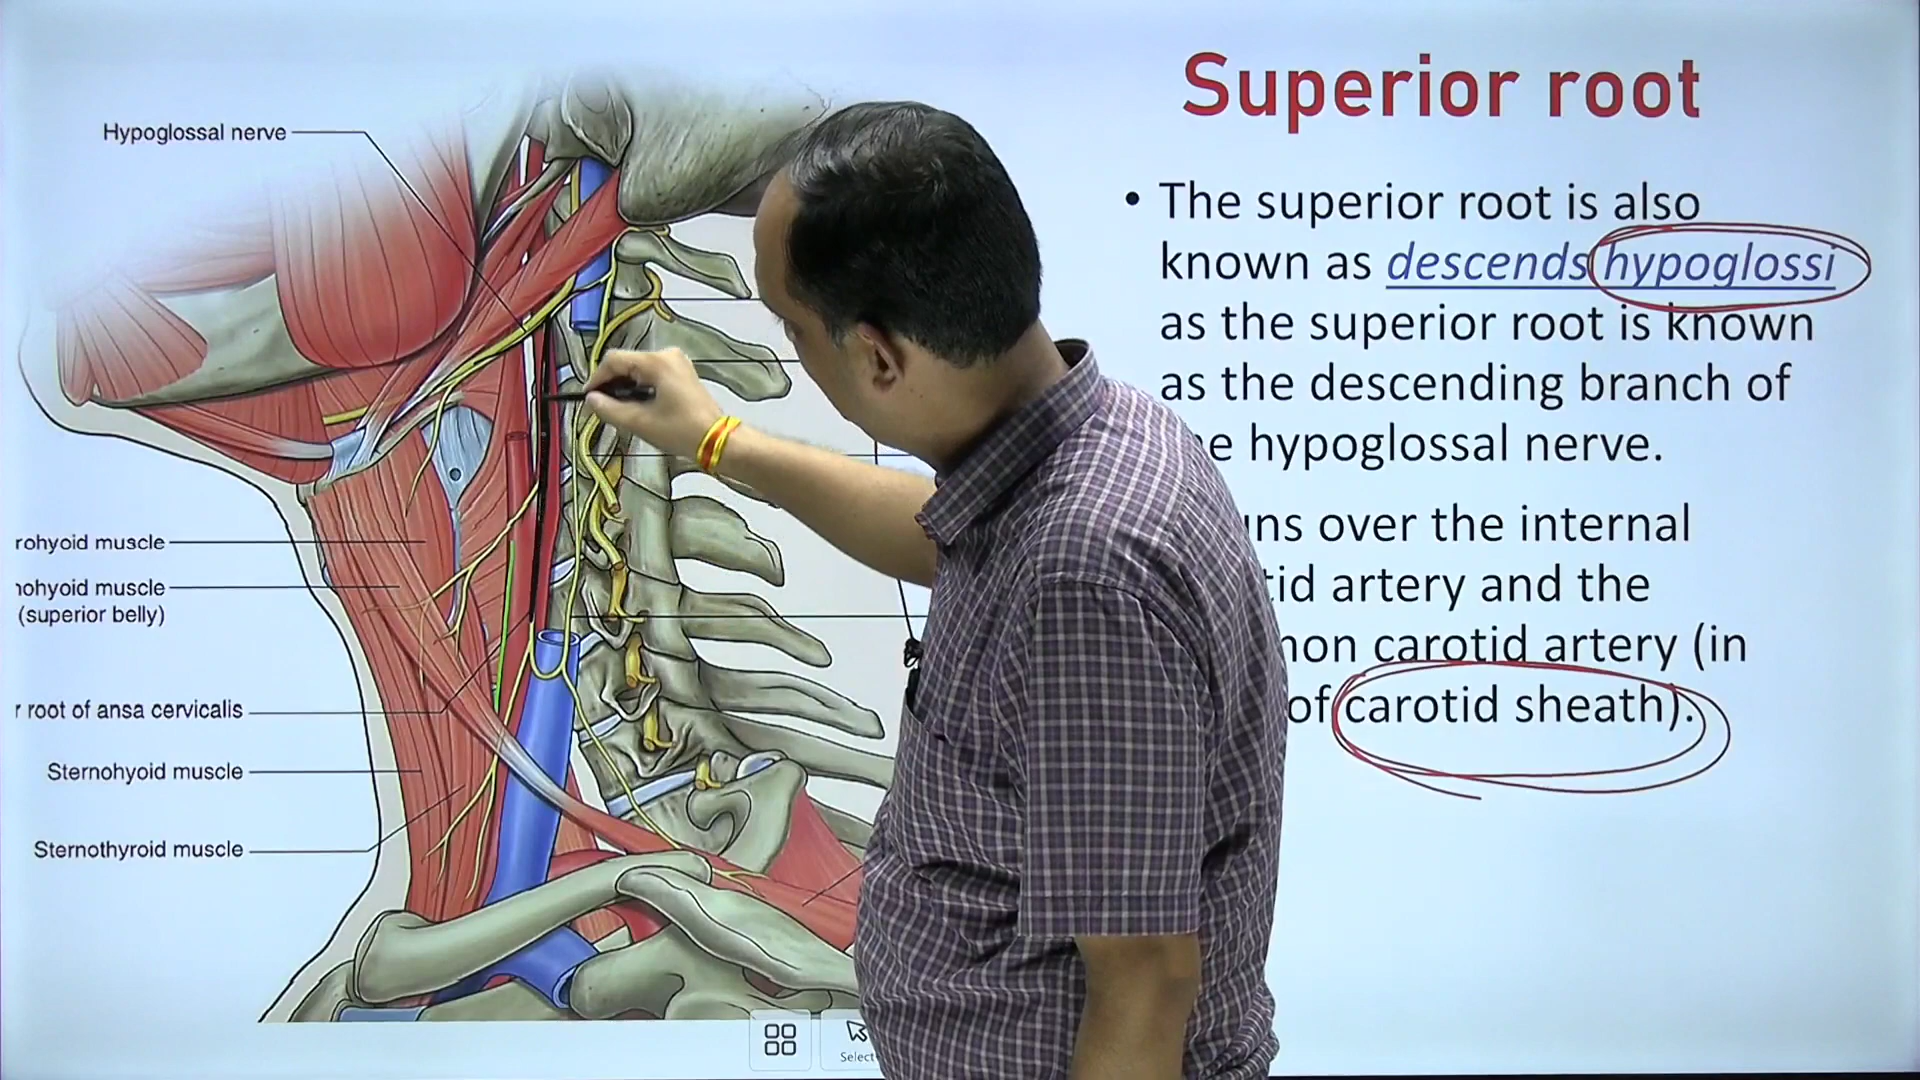 Superior root
Hypoglossal nerve
• The superior root is also
known as descends hypoglossi
as the superior root is known
as the descending branch of
e hypoglossal nerve.
uns over the internal
tid artery and the
non carotid artery (in
of carotid sheath).
rohyoid muscle
ohyoid muscle
(superior belly)
r root of ansa cervicalis
Sternohyoid muscle
Sternothyroid muscle
Select